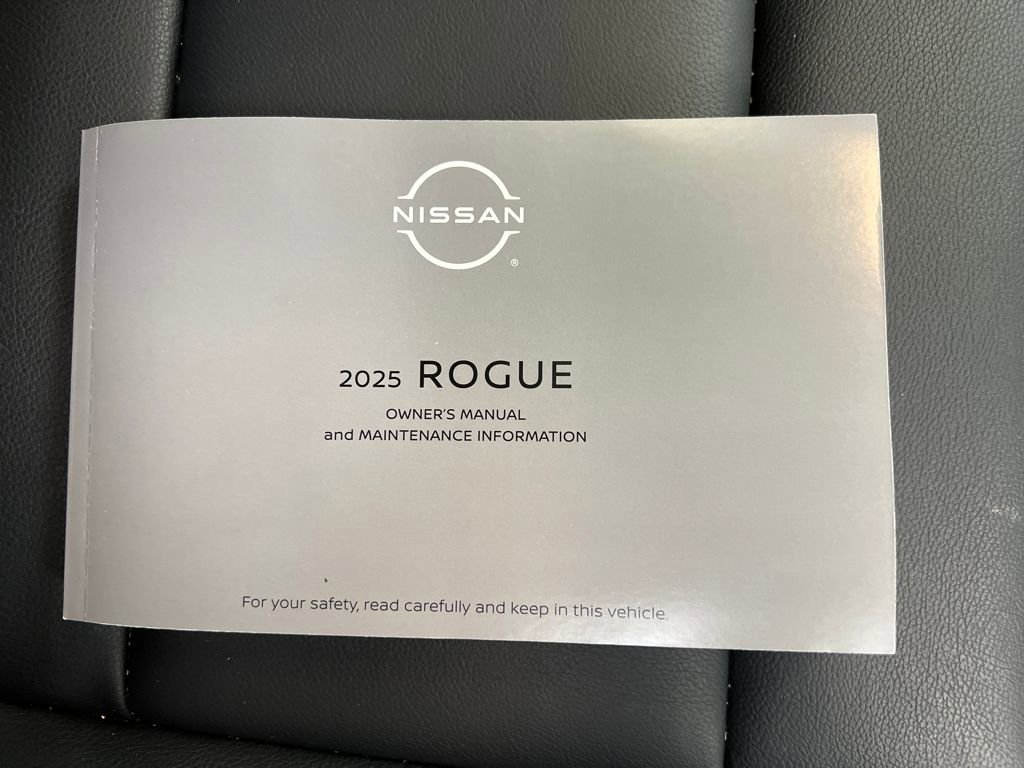 NISSAN
®
2025 ROGUE
OWNER'S MANUAL
and MAINTENANCE INFORMATION
For your safety, read carefully and keep in this vehicle.